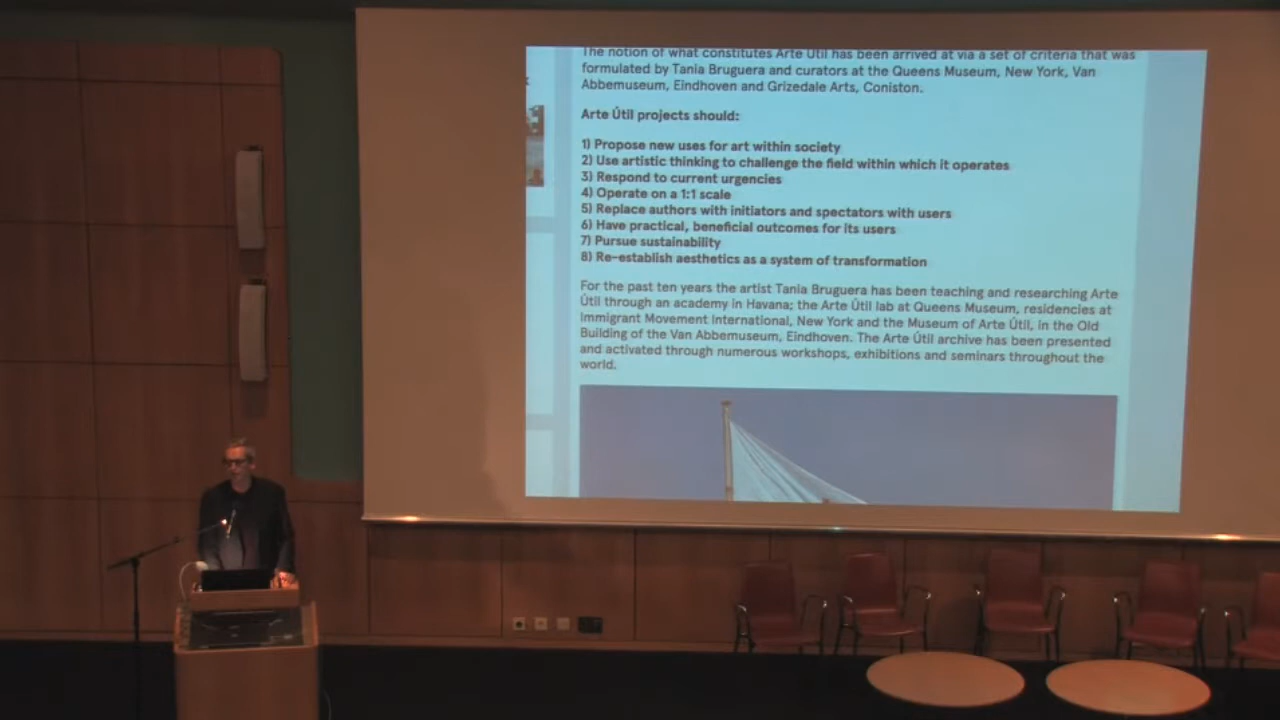 The notion of what constitutes Arte Útil has been arrived at via a set of criteria that was
formulated by Tania Bruguera and curators at the Queens Museum, New York, Van
Abbemuseum, Eindhoven and Grizedale Arts, Coniston.
Arte Útil projects should:
1) Propose new uses for art within society
2) Use artistic thinking to challenge the field within which it operates
3) Respond to current urgencies
4) Operate on a 1:1 scale
5) Replace authors with initiators and spectators with users
6) Have practical, beneficial outcomes for its users
7) Pursue sustainability
8) Re-establish aesthetics as a system of transformation
For the past ten years the artist Tania Bruguera has been teaching and researching Arte
Útil through an academy in Havana; the Arte Útil lab at Queens Museum, residencies at
Immigrant Movement International, New York and the Museum of Arte Útil, in the Old
Building of the Van Abbemuseum, Eindhoven. The Arte Útil archive has been presented
and activated through numerous workshops, exhibitions and seminars throughout the
world.